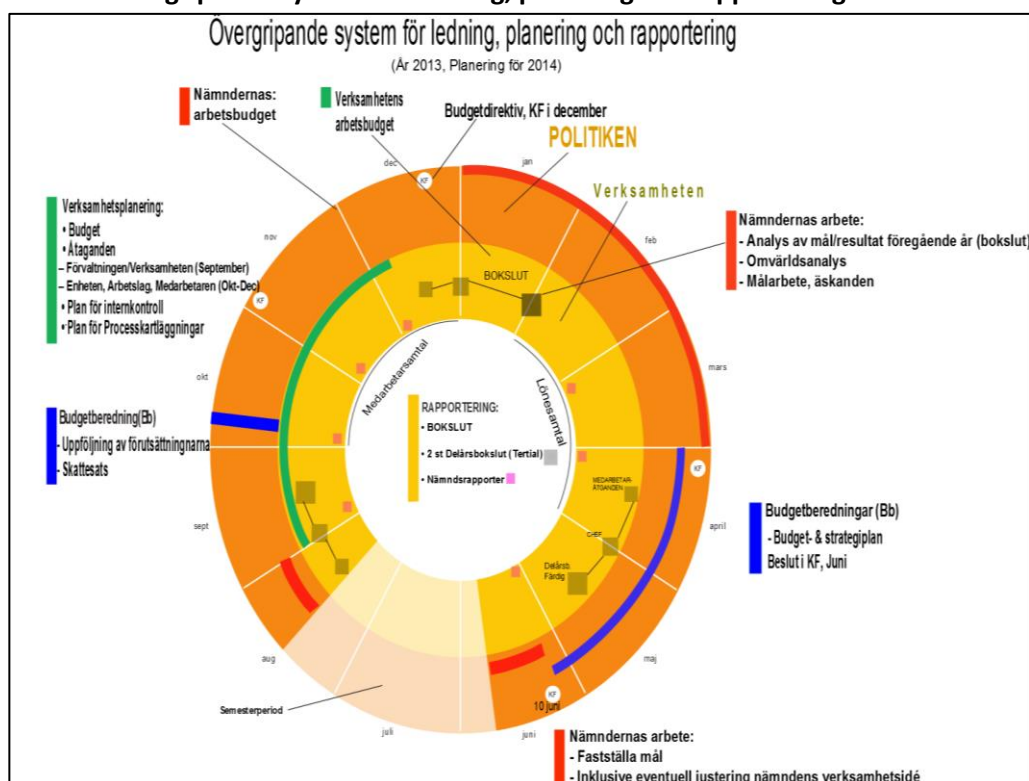 Övergripande system för ledning, planering och rapportering
(År 2013, Planering för 2014)
Nämndernas:
arbetsbudget
Verksamhetens
arbetsbudget
Budgetdirektiv, KF i december
POLITIKEN
Verksamheten
dec
jan
KF
nov
feb
Verksamhetsplanering:
• Budget
• Åtaganden
– Förvaltningen/Verksamheten (September)
– Enheten, Arbetslag, Medarbetaren (Okt-Dec)
• Plan för internkontroll
• Plan för Processkartläggningar
KF
Nämndernas arbete:
- Analys av mål/resultat föregående år (bokslut)
- Omvärldsanalys
- Målarbete, äskanden
BOKSLUT
Medarbetarsamtal
Lönesamtal
okt
mars
RAPPORTERING:
• BOKSLUT
• 2 st Delårsbokslut (Tertial)
• Nämndsrapporter
Budgetberedning(Bb)
- Uppföljning av förutsättningarna
- Skattesats
KF
MEDARBETAR-
ÅTGANDEN
CHEF
Delårsb.
Färdig
sept
april
Budgetberedningar (Bb)
- Budget- & strategiplan
Beslut i KF, Juni
aug
maj
Semesterperiod
juli
juni
KF
10 juni
Nämndernas arbete:
- Fastställa mål
- Inklusive eventuell justering nämndens verksamhetsidé